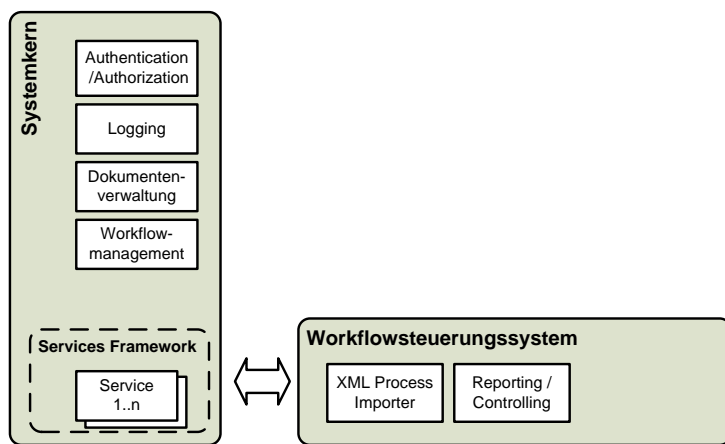 Systemkern
Authentication
/Authorization
Logging
Dokumenten-
verwaltung
Workflow-
management
Services Framework
Service
1..n
Workflowsteuerungssystem
XML Process
Importer
Reporting /
Controlling